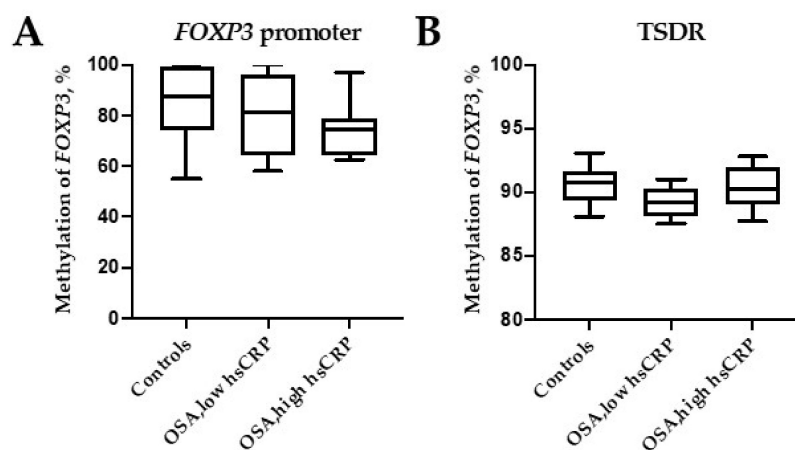 A
FOXP3 promoter
Methylation of FOXP3, %
100
80
60
40
20
0
Controls
OSA,low hsCRP
OSA,high hsCRP
B
TSDR
Methylation of FOXP3, %
100
95
90
85
80
Controls
OSA,low hsCRP
OSA,high hsCRP